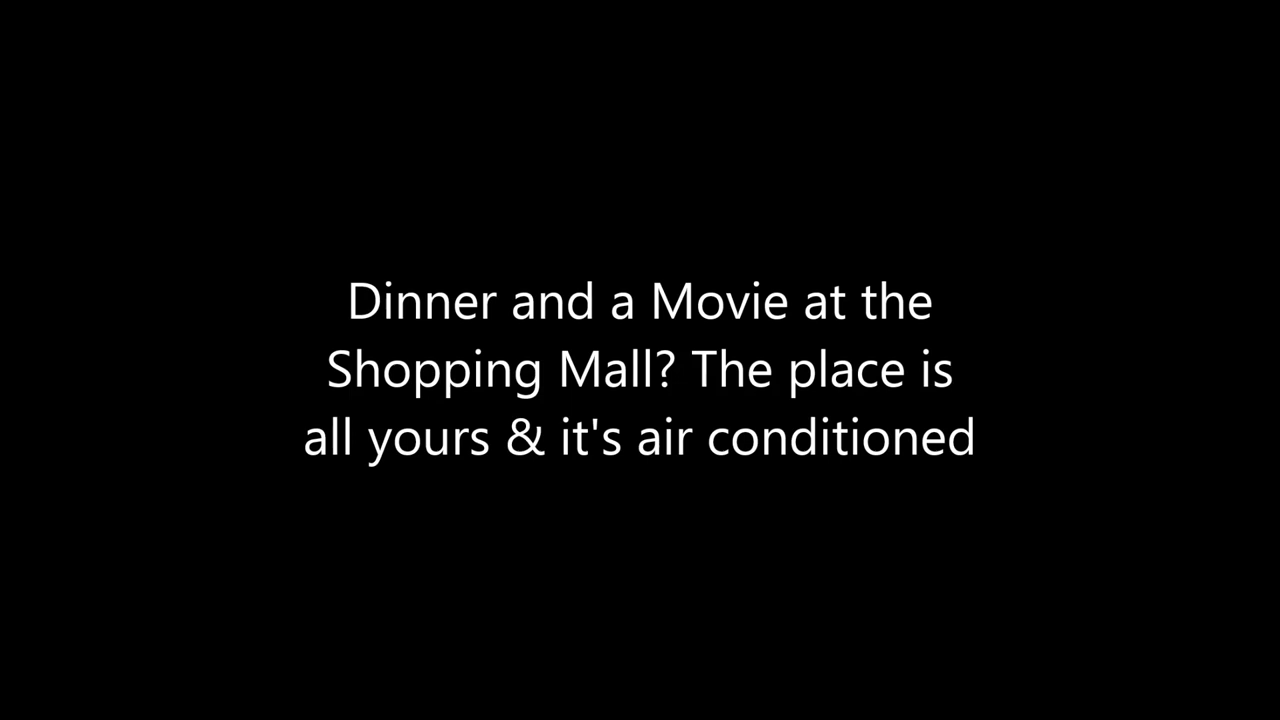 Dinner and a Movie at the
Shopping Mall? The place is
all yours & it's air conditioned